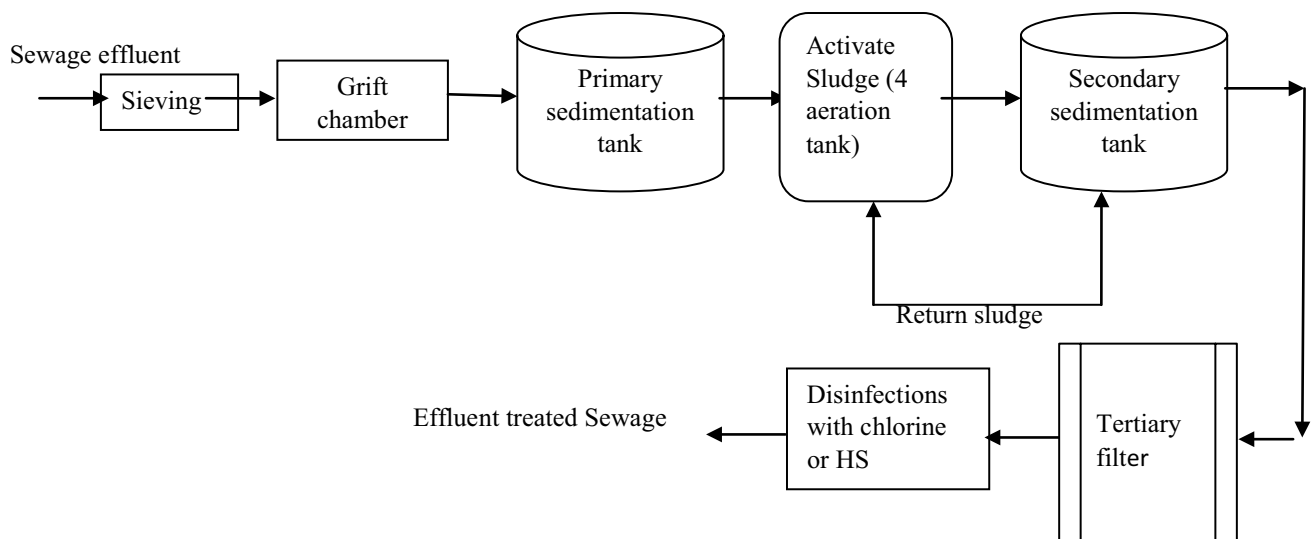 Sewage effluent
Sieving
Grift
chamber
Primary
sedimentation
tank
Activate
Sludge (4
aeration
tank)
Secondary
sedimentation
tank
Return sludge
Tertiary
filter
Disinfections
with chlorine
or HS
Effluent treated Sewage